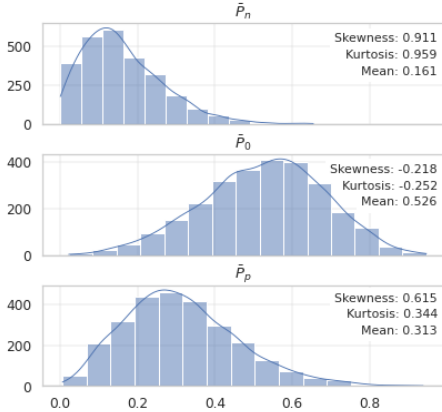 P̄ₙ
500
250
0
Skewness: 0.911
Kurtosis: 0.959
Mean: 0.161
P̄₀
400
200
0
Skewness: -0.218
Kurtosis: -0.252
Mean: 0.526
P̄ₚ
400
200
0
Skewness: 0.615
Kurtosis: 0.344
Mean: 0.313
0.0 0.2 0.4 0.6 0.8